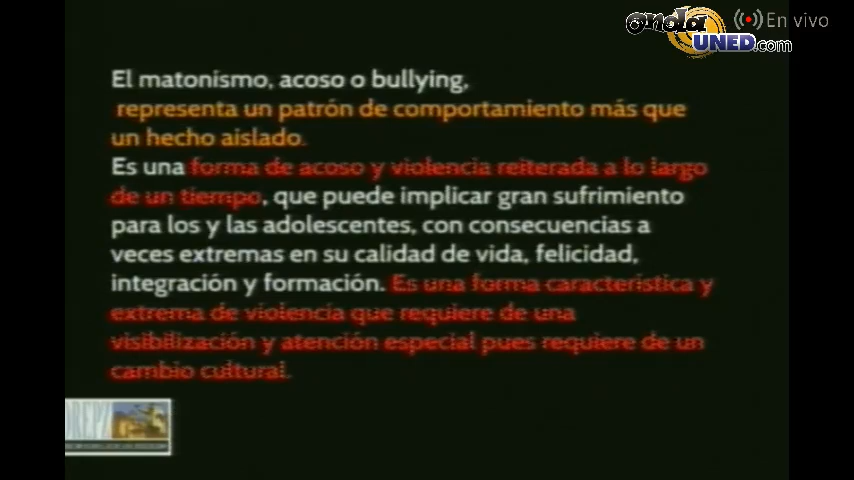 onda
UNED.com
En vivo
El matonismo, acoso o bullying,
representa un patrón de comportamiento más que
un hecho aislado.
Es una forma de acoso y violencia reiterada a lo largo
de un tiempo, que puede implicar gran sufrimiento
para los y las adolescentes, con consecuencias a
veces extremas en su calidad de vida, felicidad,
integración y formación. Es una forma característica y
extrema de violencia que requiere de una
visibilización y atención especial pues requiere de un
cambio cultural.